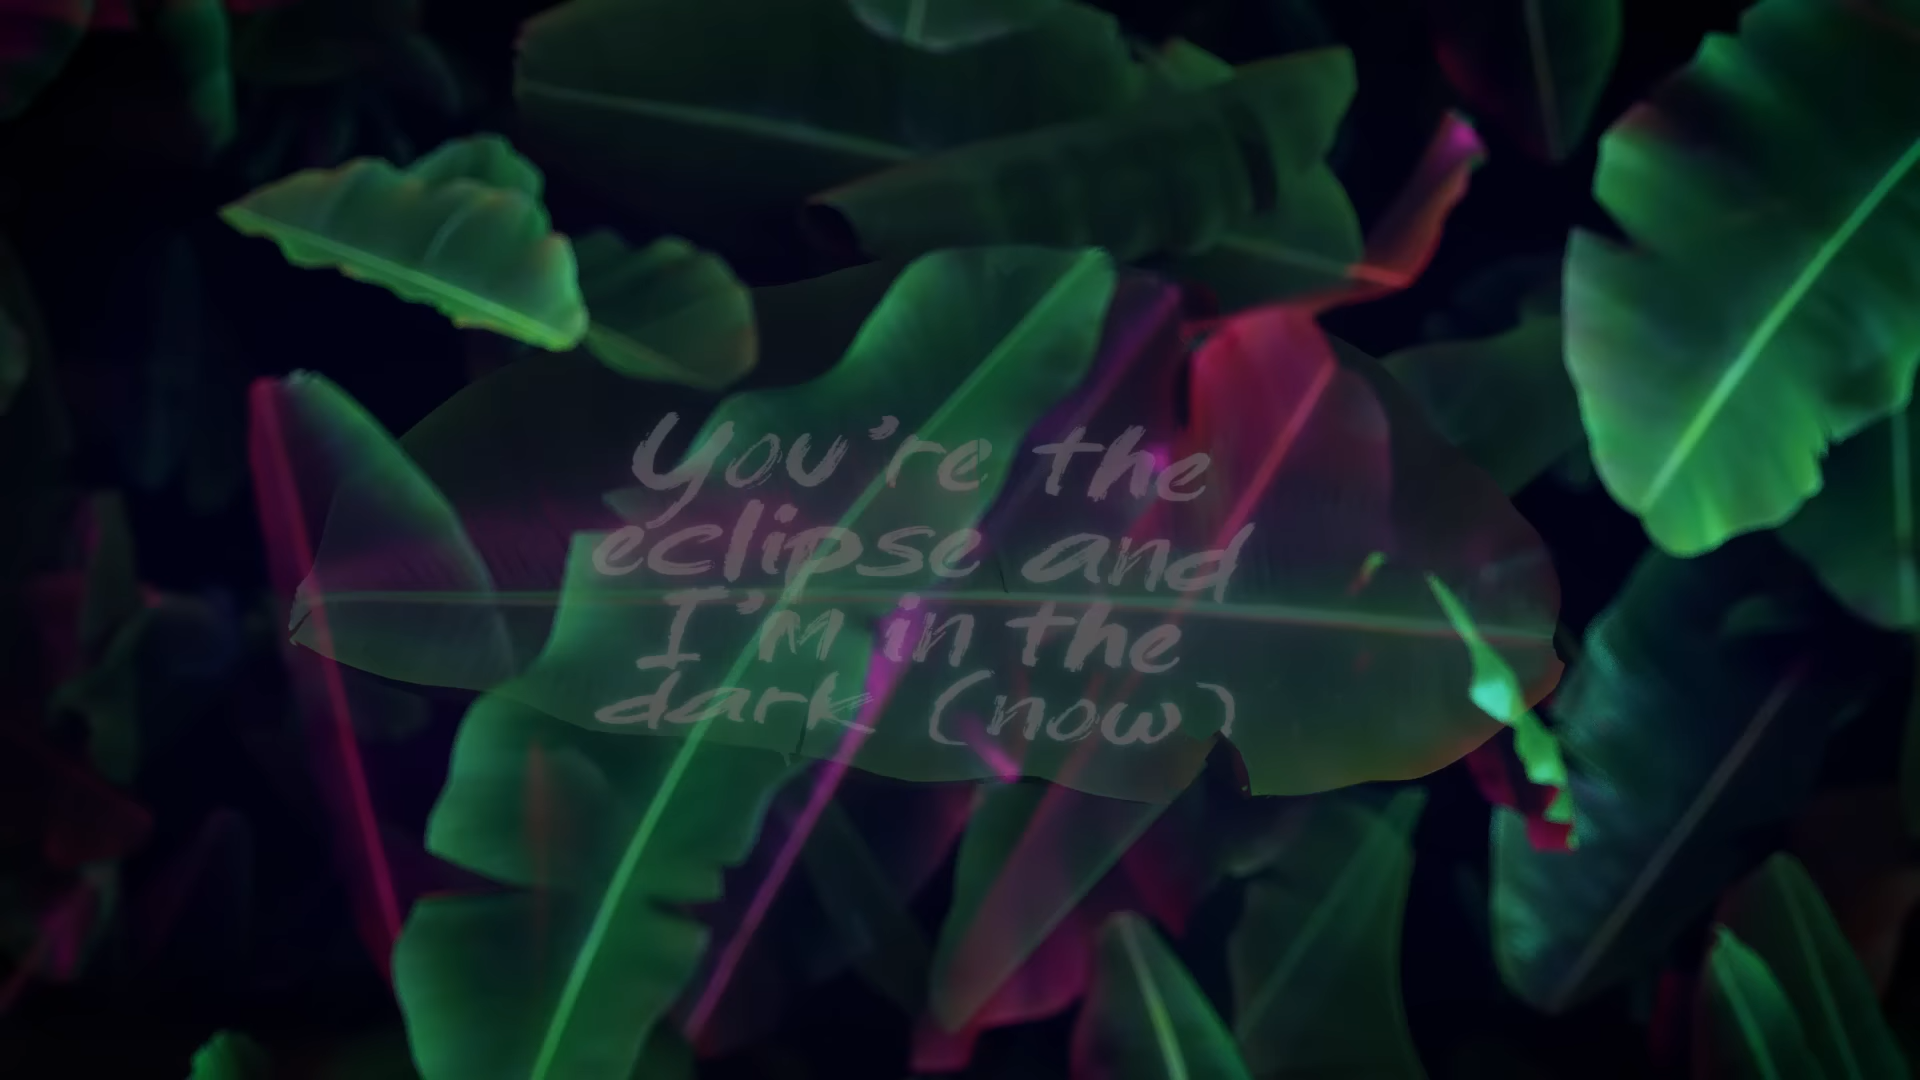 You're the
eclipse and
I'm in the
dark (now)